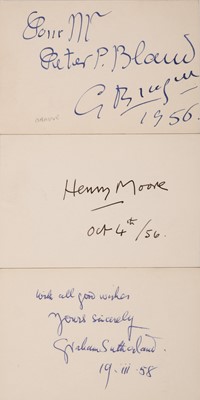 Pour Mr
Peter P. Bland
G Braque
1956.
Henry Moore
Oct 4th/56.
with all good wishes
Yours sincerely
Graham Sutherland.
19.iii.58